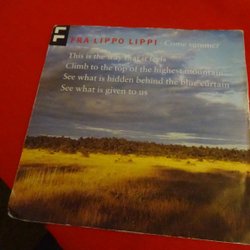 F
FRA LIPPO LIPPI Come summer
This is the way that it feels
Climb to the top of the highest mountain
See what is hidden behind the blue curtain
See what is given to us